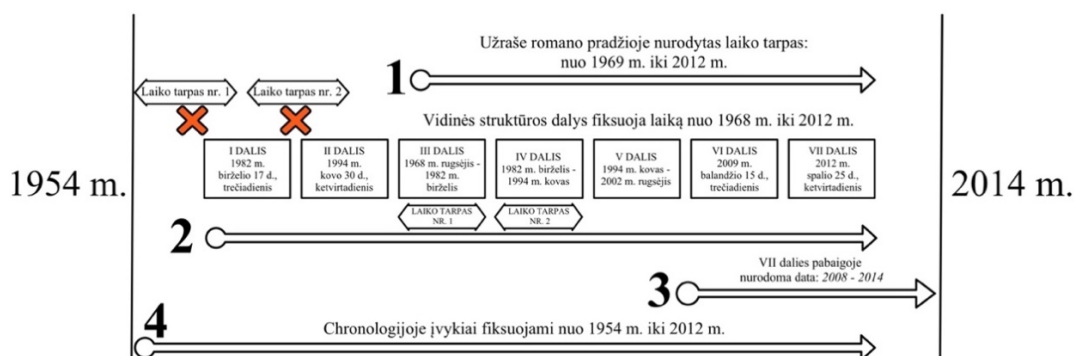 Užraše romano pradžioje nurodytas laiko tarpas:
nuo 1969 m. iki 2012 m.
1
Laiko tarpas nr. 1
Laiko tarpas nr. 2
Vidinės struktūros dalys fiksuoja laiką nuo 1968 m. iki 2012 m.
1954 m.
I DALIS
1982 m.
birželio 17 d.,
trečiadienis
II DALIS
1994 m.
kovo 30 d.,
ketvirtadienis
III DALIS
1968 m. rugsėjis -
1982 m.
birželis
IV DALIS
1982 m. birželis -
1994 m. kovas
V DALIS
1994 m. kovas -
2002 m. rugsėjis
VI DALIS
2009 m.
balandžio 15 d.,
trečiadienis
VII DALIS
2012 m.
spalio 25 d.,
ketvirtadienis
2014 m.
LAIKO TARPAS
NR. 1
LAIKO TARPAS
NR. 2
2
VII dalies pabaigoje
nurodoma data: 2008 - 2014
3
4
Chronologijoje įvykiai fiksuojami nuo 1954 m. iki 2012 m.